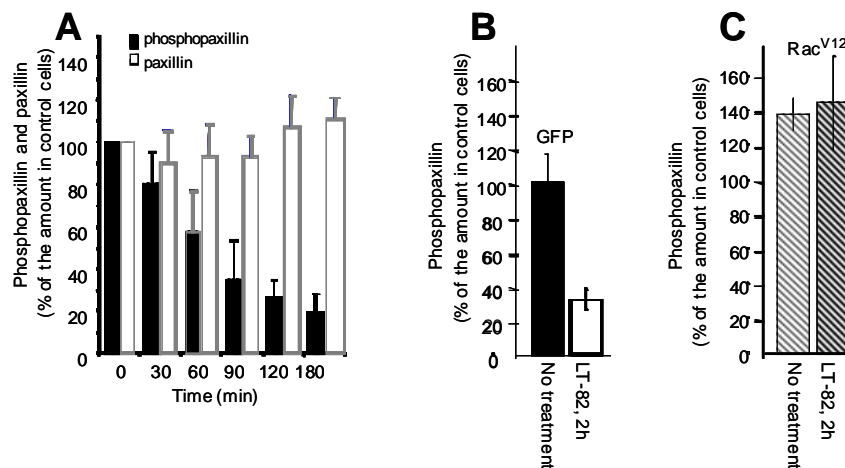 A
phosphopaxillin
paxillin
Phosphopaxillin and paxillin
(% of the amount in control cells)
140
120
100
80
60
40
20
0
0 30 60 90 120 180
Time (min)
B
Phosphopaxillin
(% of the amount in control cells)
160
140
120
100
80
60
40
20
0
GFP
No treatment
LT-82, 2h
C
Phosphopaxillin
(% of the amount in control cells)
160
140
120
100
80
60
40
20
0
RacV12
No treatment
LT-82, 2h